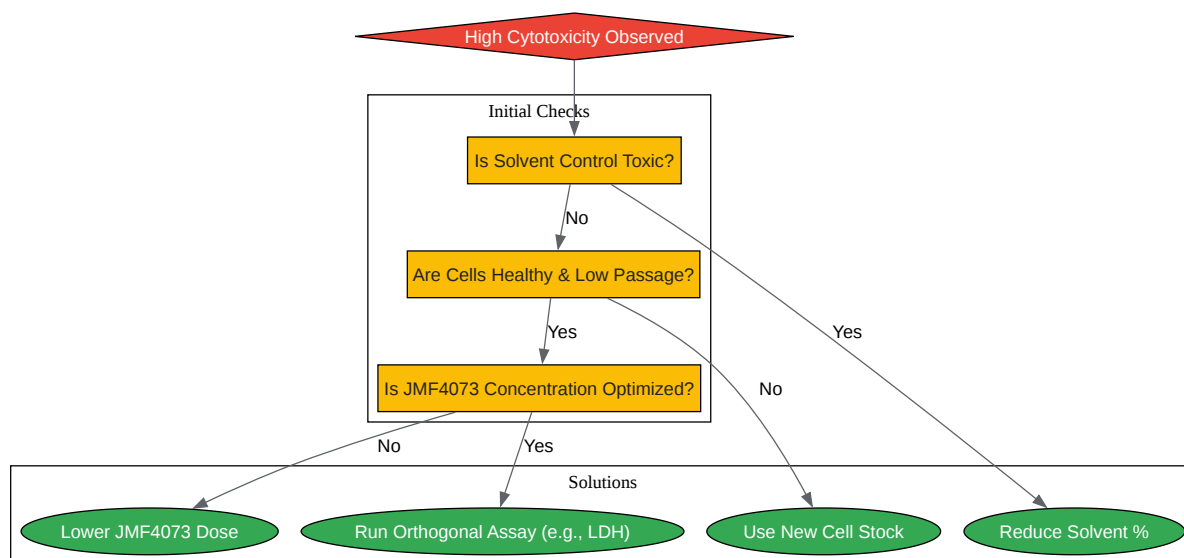 High Cytotoxicity Observed
Initial Checks
Is Solvent Control Toxic?
No
Are Cells Healthy & Low Passage?
Yes
Yes
Is JMF4073 Concentration Optimized?
No
No
Yes
Solutions
Lower JMF4073 Dose
Run Orthogonal Assay (e.g., LDH)
Use New Cell Stock
Reduce Solvent %